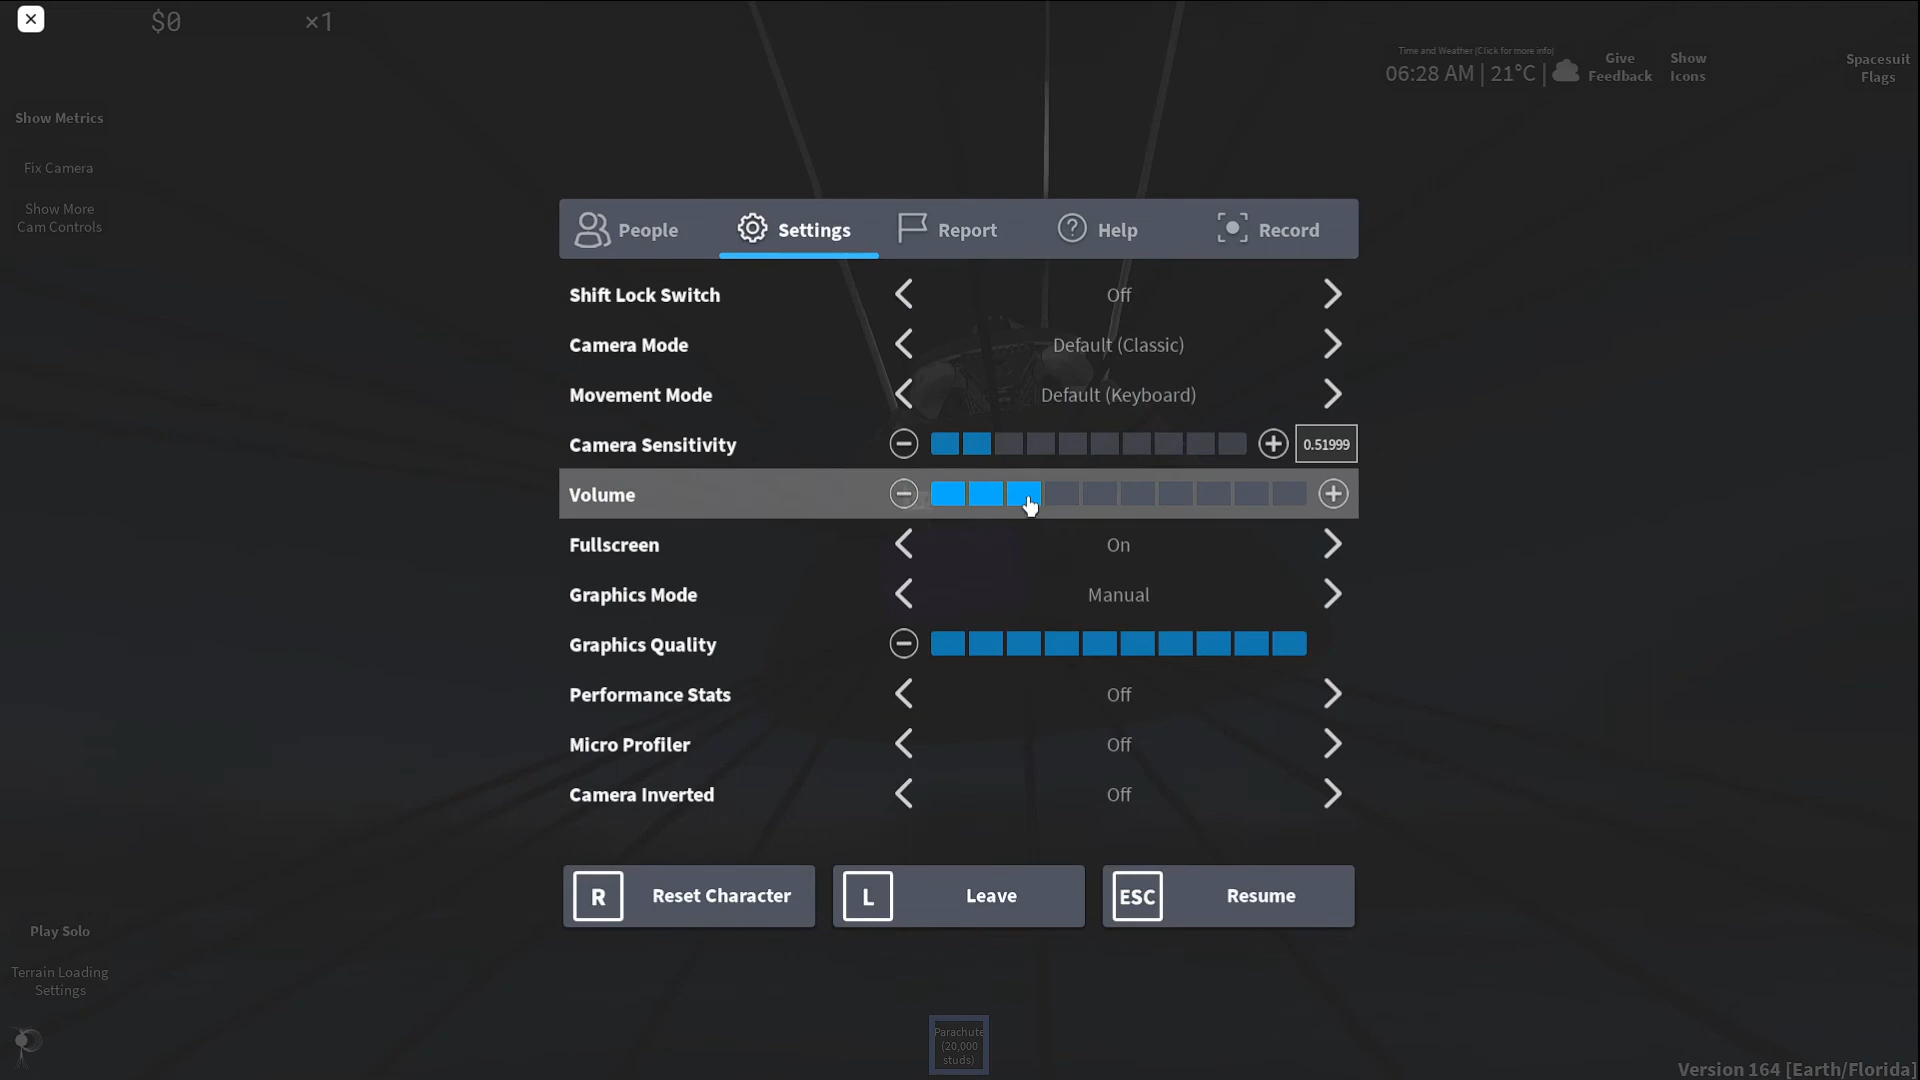 $0 ×1
Time and Weather (Click for more info)
06:28 AM | 21°C |
Give
Feedback
Show
Icons
Spacesuit
Flags
Show Metrics
Fix Camera
Show More
Cam Controls
People
Settings
Report
Help
Record
Shift Lock Switch Off
Camera Mode Default (Classic)
Movement Mode Default (Keyboard)
Camera Sensitivity 0.51999
Volume
Fullscreen On
Graphics Mode Manual
Graphics Quality
Performance Stats Off
Micro Profiler Off
Camera Inverted Off
R Reset Character
L Leave
ESC Resume
Play Solo
Terrain Loading
Settings
Parachute
(20,000
studs)
Version 164 [Earth/Florida]